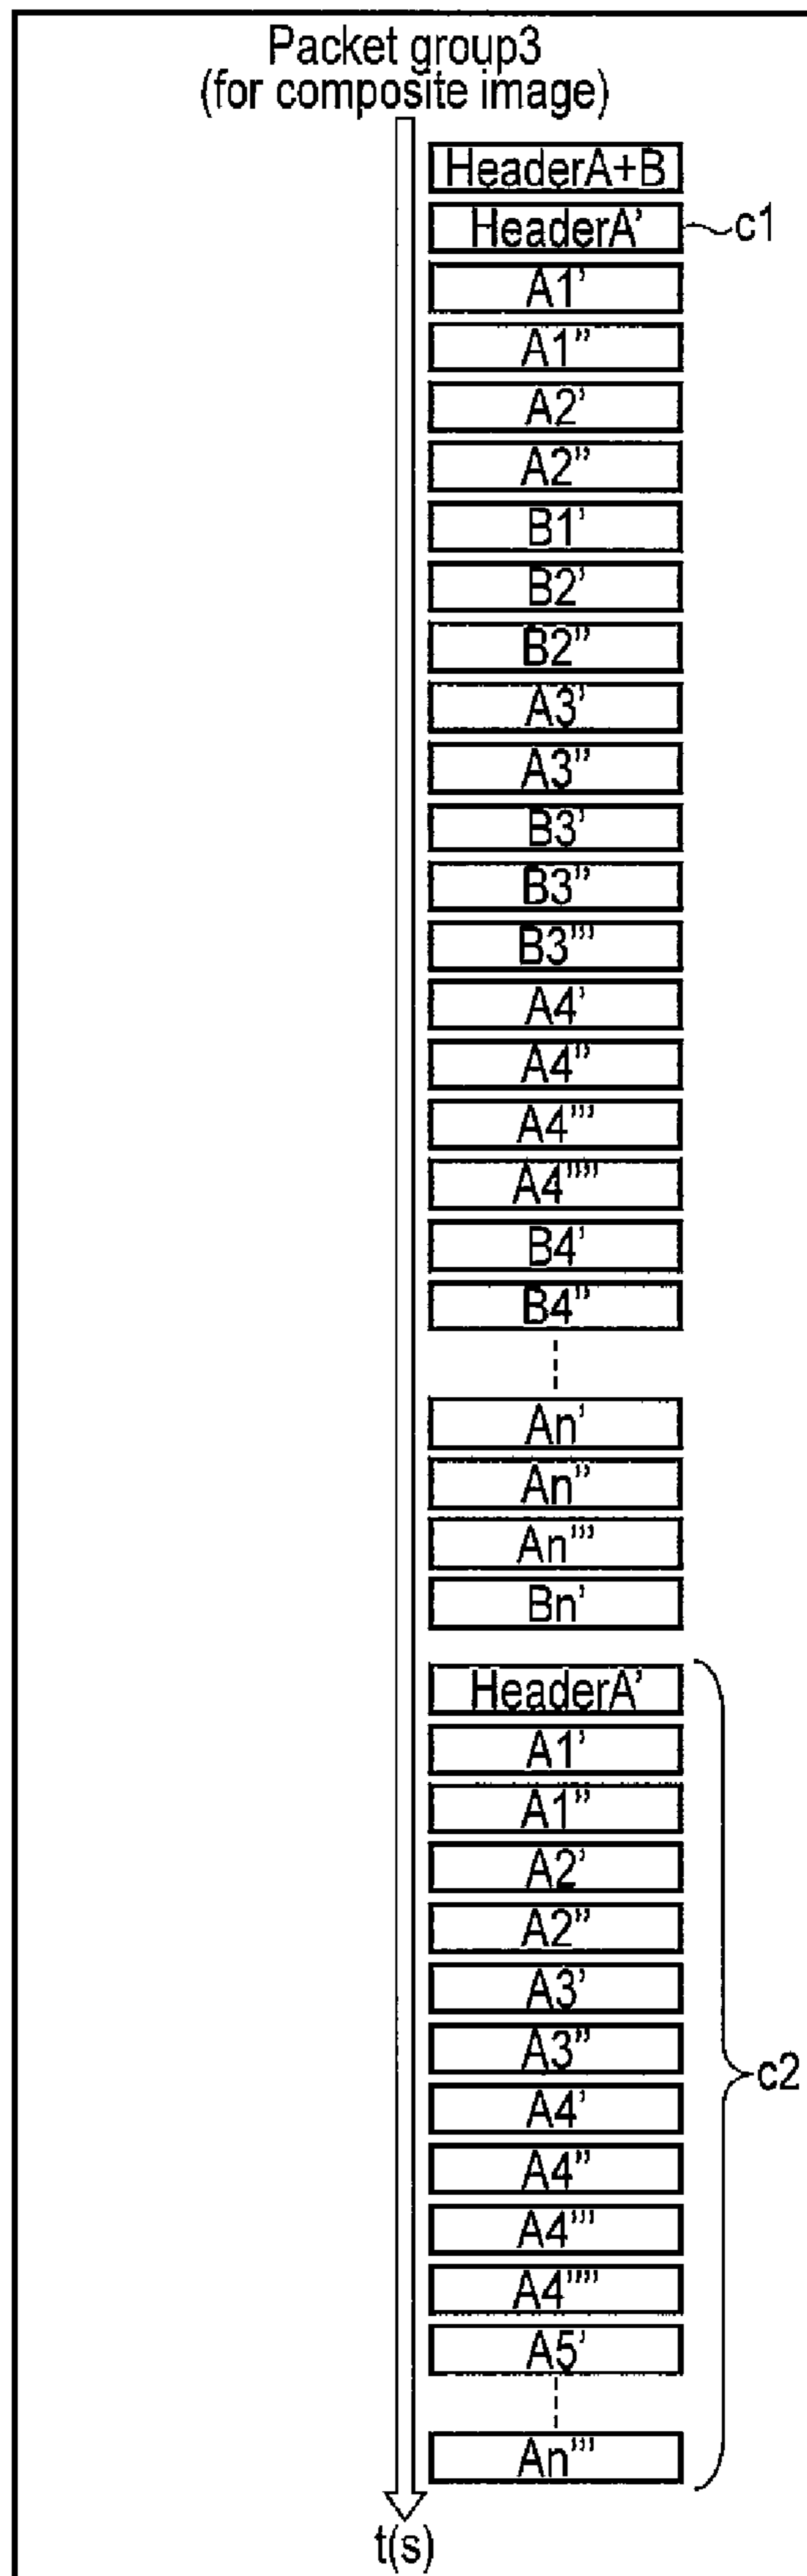 Packet group3
(for composite image)
HeaderA+B
HeaderA' c1
A1'
A1"
A2'
A2"
B1'
B2'
B2"
A3'
A3"
B3'
B3"
B3'"
A4'
A4"
A4'"
A4""
B4'
B4"
An'
An"
An'"
Bn'
HeaderA'
A1'
A1"
A2'
A2"
A3'
A3"
c2
A4'
A4"
A4'"
A4""
A5'
An'"
t(s)